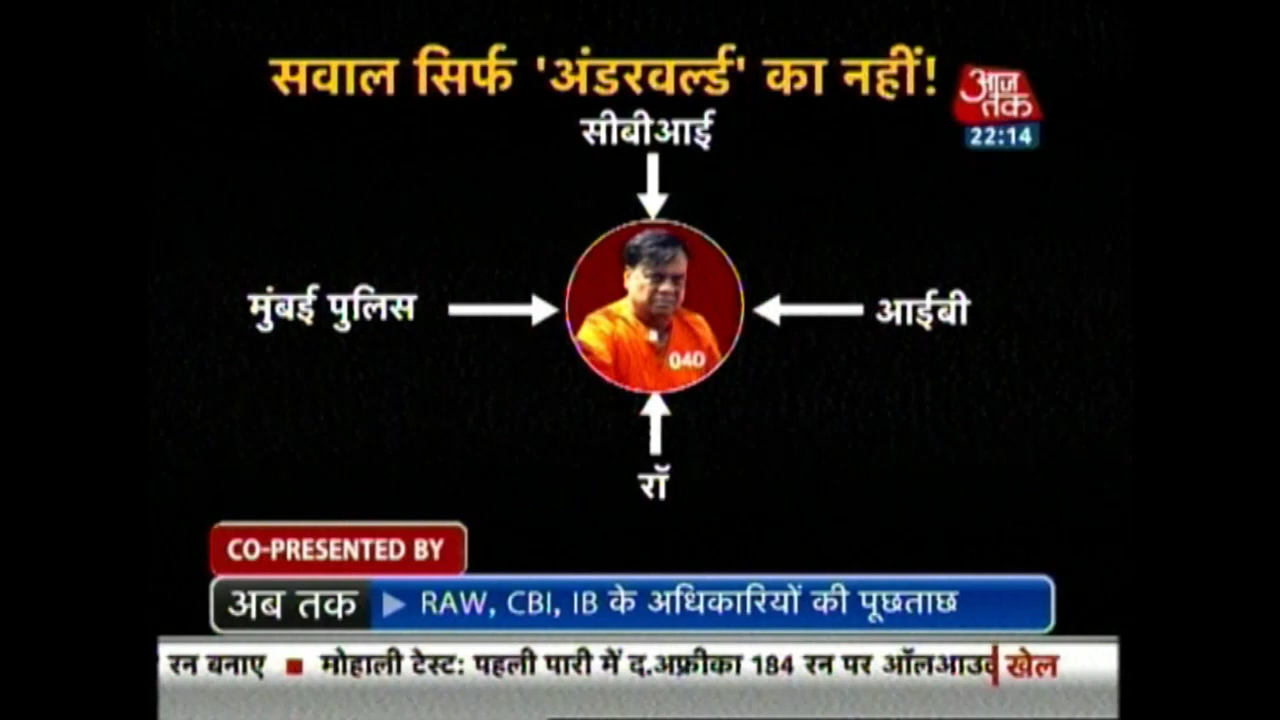 सवाल सिर्फ 'अंडरवर्ल्ड' का नहीं!
आज तक
22:14
सीबीआई
मुंबई पुलिस
आईबी
040
रॉ
CO-PRESENTED BY
अब तक RAW, CBI, IB के अधिकारियों की पूछताछ
रन बनाए ■ मोहाली टेस्ट: पहली पारी में द.अफ्रीका 184 रन पर खेल